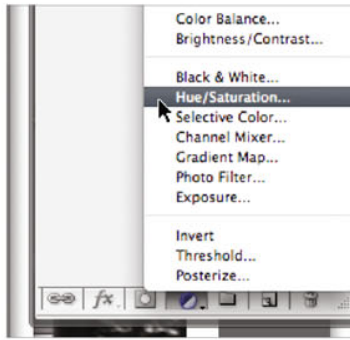 Color Balance...
Brightness/Contrast...
Black & White...
Hue/Saturation...
Selective Color...
Channel Mixer...
Gradient Map...
Photo Filter...
Exposure...
Invert
Threshold...
Posterize...
fx.